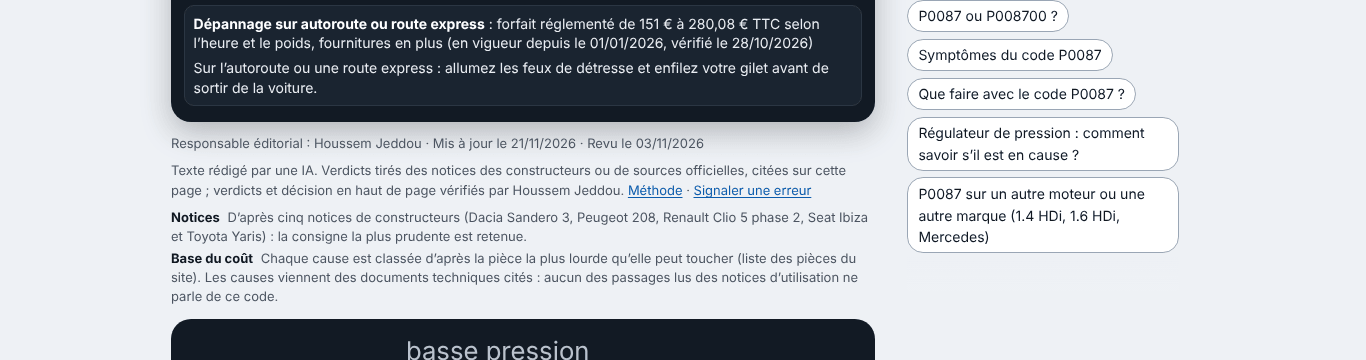 Dépannage sur autoroute ou route express : forfait réglementé de 151 € à 280,08 € TTC selon
l’heure et le poids, fournitures en plus (en vigueur depuis le 01/01/2026, vérifié le 28/10/2026)
Sur l’autoroute ou une route express : allumez les feux de détresse et enfilez votre gilet avant de
sortir de la voiture.
Responsable éditorial : Houssem Jeddou · Mis à jour le 21/11/2026 · Revu le 03/11/2026
Texte rédigé par une IA. Verdicts tirés des notices des constructeurs ou de sources officielles, citées sur cette
page ; verdicts et décision en haut de page vérifiés par Houssem Jeddou. Méthode · Signaler une erreur
Notices D’après cinq notices de constructeurs (Dacia Sandero 3, Peugeot 208, Renault Clio 5 phase 2, Seat Ibiza
et Toyota Yaris) : la consigne la plus prudente est retenue.
Base du coût Chaque cause est classée d’après la pièce la plus lourde qu’elle peut toucher (liste des pièces du
site). Les causes viennent des documents techniques cités : aucun des passages lus des notices d’utilisation ne
parle de ce code.
basse pression
P0087 ou P008700 ?
Symptômes du code P0087
Que faire avec le code P0087 ?
Régulateur de pression : comment
savoir s’il est en cause ?
P0087 sur un autre moteur ou une
autre marque (1.4 HDi, 1.6 HDi,
Mercedes)